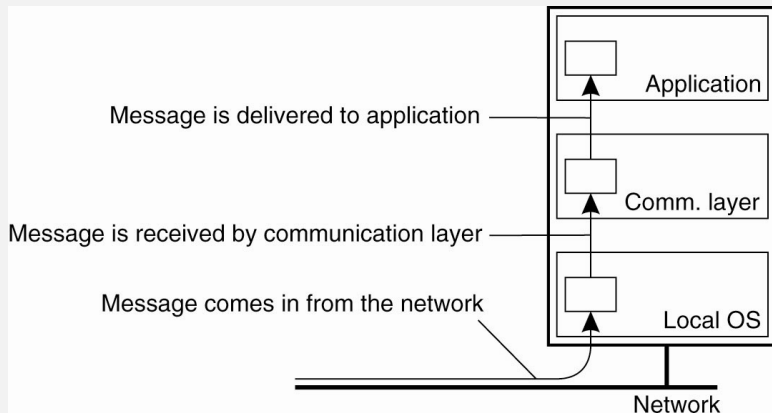 Application
Message is delivered to application
Comm. layer
Message is received by communication layer
Message comes in from the network
Local OS
Network